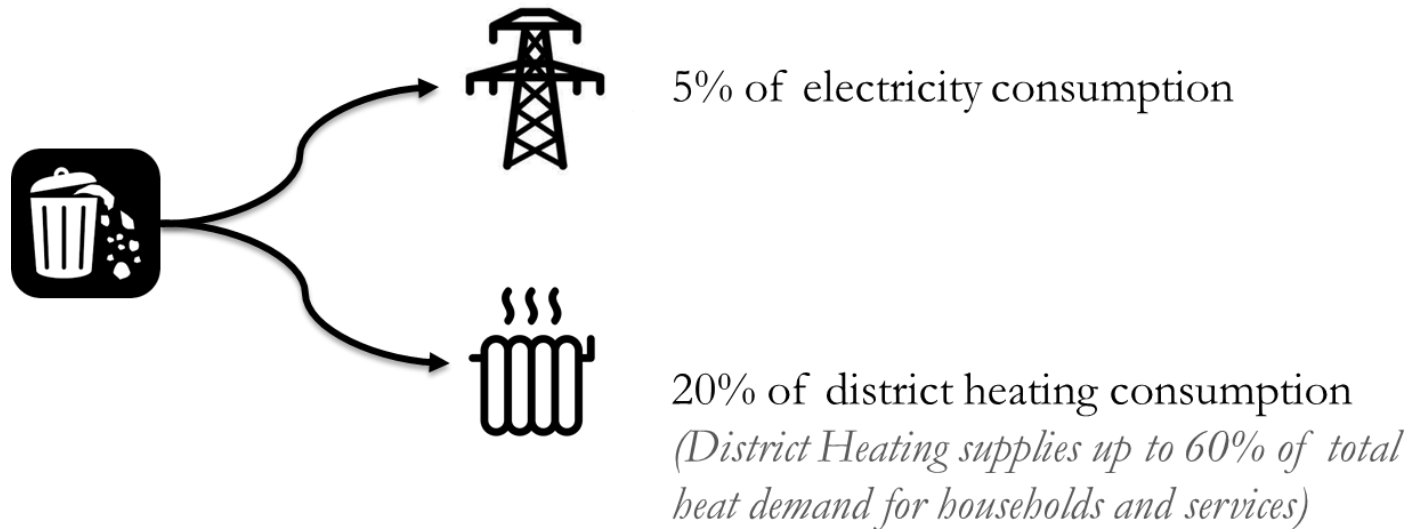 5% of electricity consumption
20% of district heating consumption
(District Heating supplies up to 60% of total
heat demand for households and services)